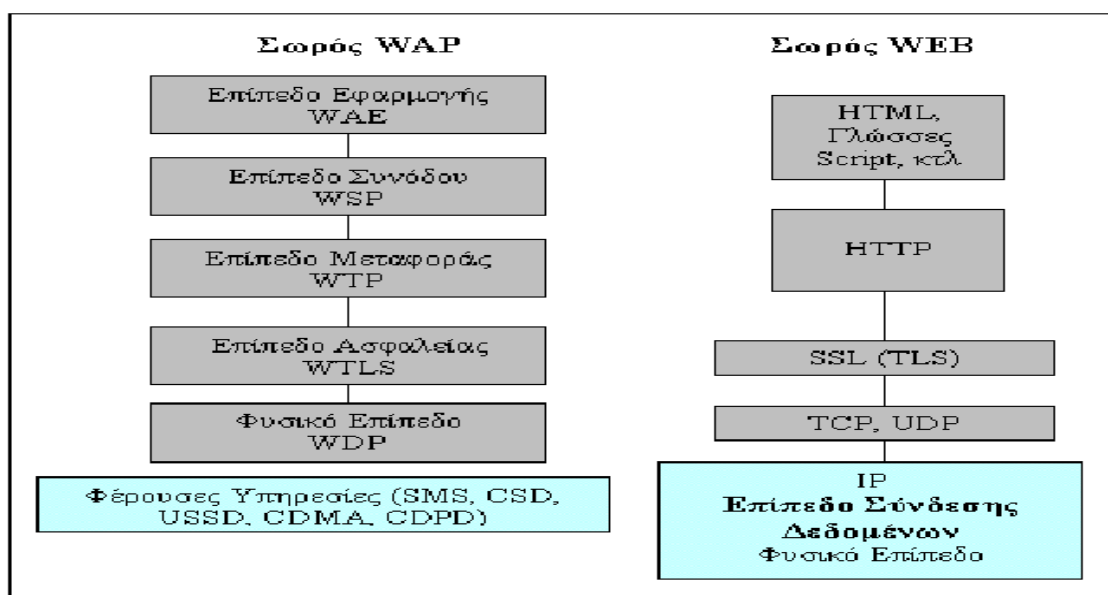 Σωρός WAP
Επίπεδο Εφαρμογής
WAE
Επίπεδο Συνόδου
WSP
Επίπεδο Μεταφοράς
WTP
Επίπεδο Ασφαλείας
WTLS
Φυσικό Επίπεδο
WDP
Φέρουσες Υπηρεσίες (SMS, CSD,
USSD, CDMA, CDPD)
Σωρός WEB
HTML,
Γλώσσες
Script, κτλ
HTTP
SSL (TLS)
TCP, UDP
IP
Επίπεδο Σύνδεσης
Δεδομένων
Φυσικό Επίπεδο